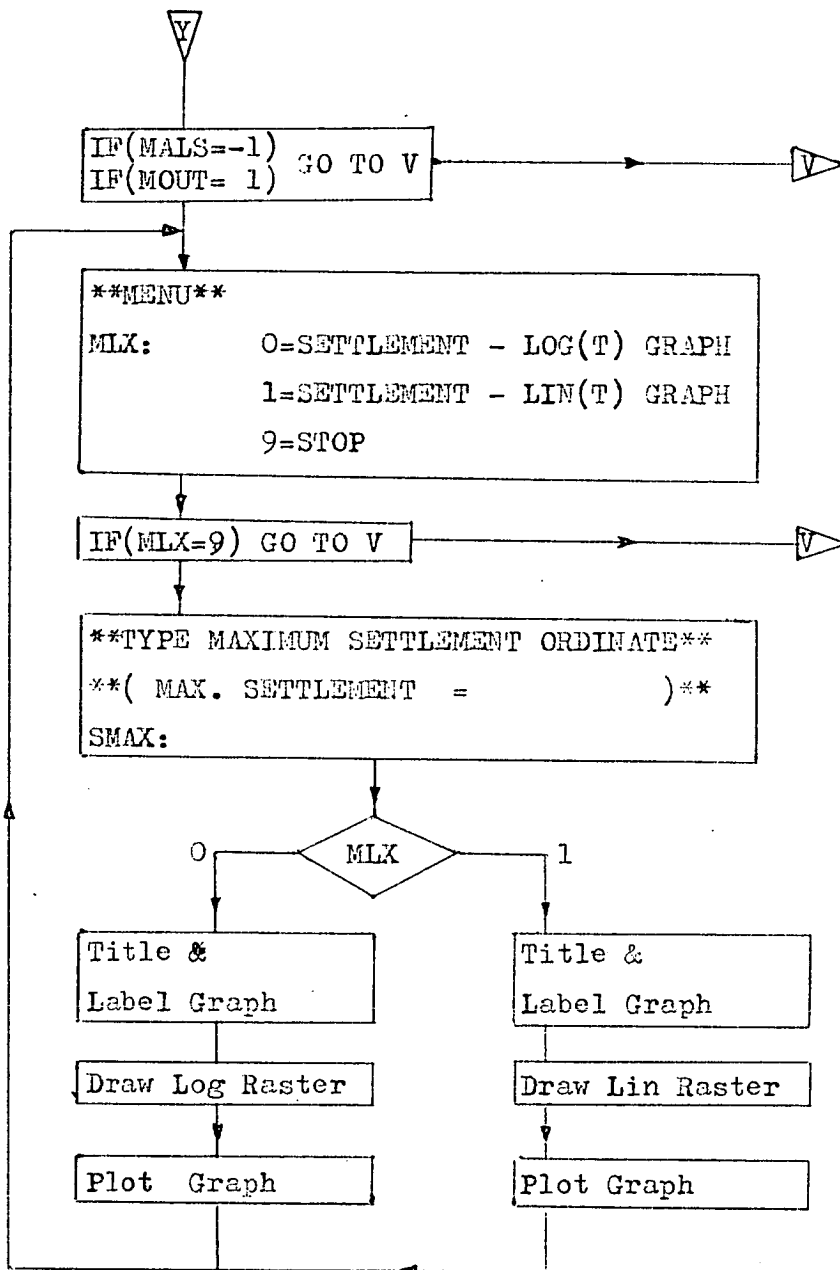 Y
IF(MALS=-1)
IF(MOUT= 1) GO TO V
V
**MENU**
MLX: 0=SETTLEMENT - LOG(T) GRAPH
1=SETTLEMENT - LIN(T) GRAPH
9=STOP
IF(MLX=9) GO TO V
V
**TYPE MAXIMUM SETTLEMENT ORDINATE**
**( MAX. SETTLEMENT = )**
SMAX:
0 MLX 1
Title &
Label Graph
Draw Log Raster
Plot Graph
Title &
Label Graph
Draw Lin Raster
Plot Graph